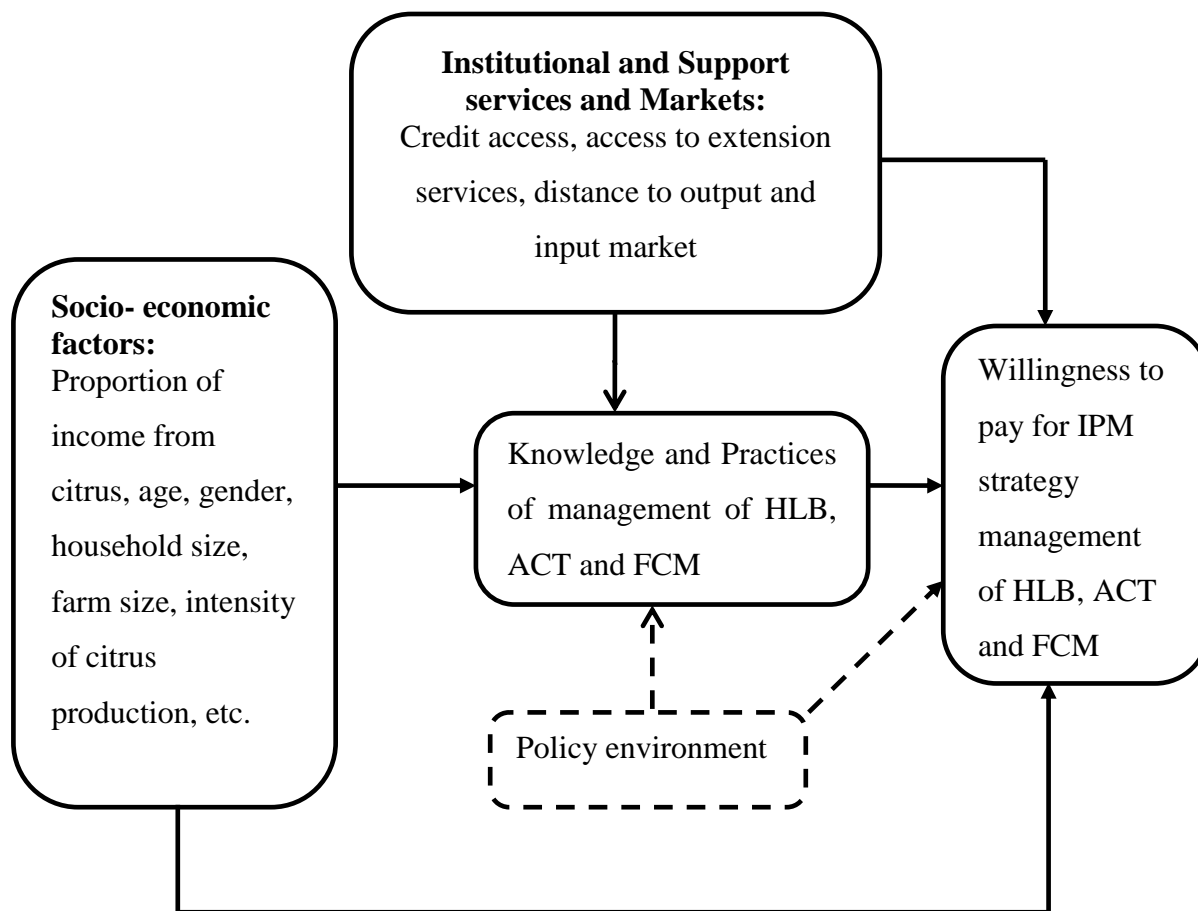 Institutional and Support
services and Markets:
Credit access, access to extension
services, distance to output and
input market
Socio- economic
factors:
Proportion of
income from
citrus, age, gender,
household size,
farm size, intensity
of citrus
production, etc.
Knowledge and Practices
of management of HLB,
ACT and FCM
Willingness to
pay for IPM
strategy
management
of HLB, ACT
and FCM
Policy environment